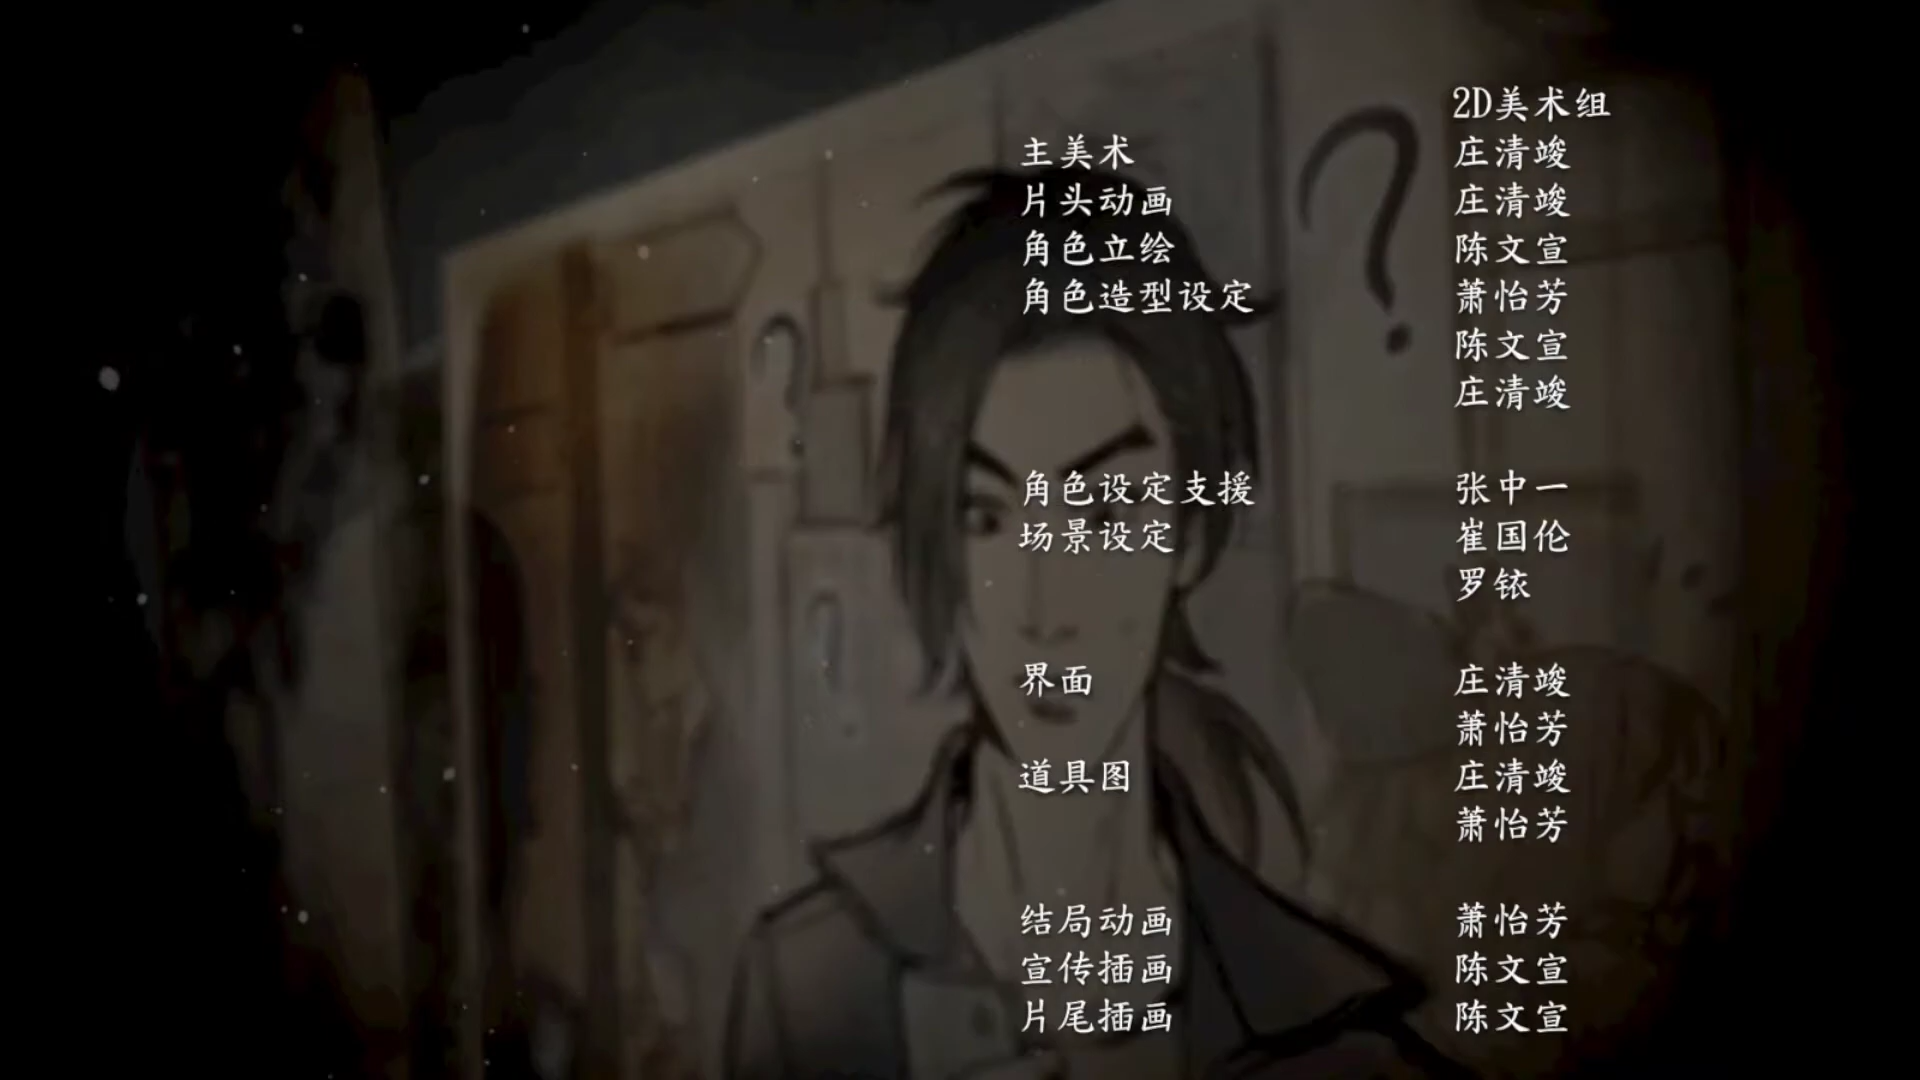 2D美术组
主美术 庄清竣
片头动画 庄清竣
角色立绘 陈文宣
角色造型设定 萧怡芳
陈文宣
庄清竣
角色设定支援 张中一
场景设定 崔国伦
罗铱
界面 庄清竣
萧怡芳
道具图 庄清竣
萧怡芳
结局动画 萧怡芳
宣传插画 陈文宣
片尾插画 陈文宣